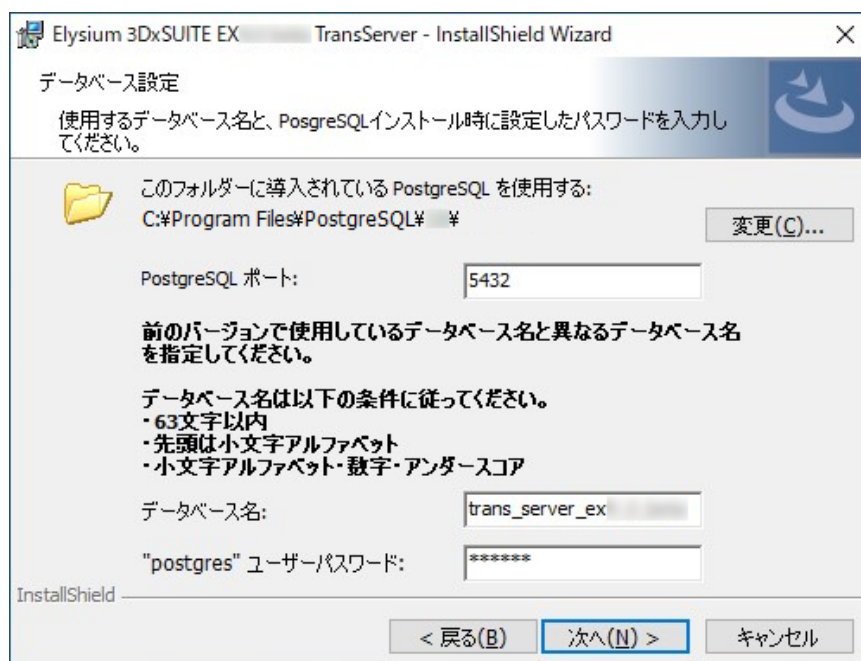 Elysium 3DxSUITE EX TransServer - InstallShield Wizard
データベース設定
使用するデータベース名と、PosgreSQLインストール時に設定したパスワードを入力し
てください。
このフォルダーに導入されている PostgreSQL を使用する:
C:¥Program Files¥PostgreSQL¥ ¥
変更(C)...
PostgreSQL ポート:
5432
前のバージョンで使用しているデータベース名と異なるデータベース名
を指定してください。
データベース名は以下の条件に従ってください。
・63文字以内
・先頭は小文字アルファベット
・小文字アルファベット・数字・アンダースコア
データベース名:
trans_server_ex
"postgres" ユーザーパスワード:
******
InstallShield
< 戻る(B)
次へ(N) >
キャンセル